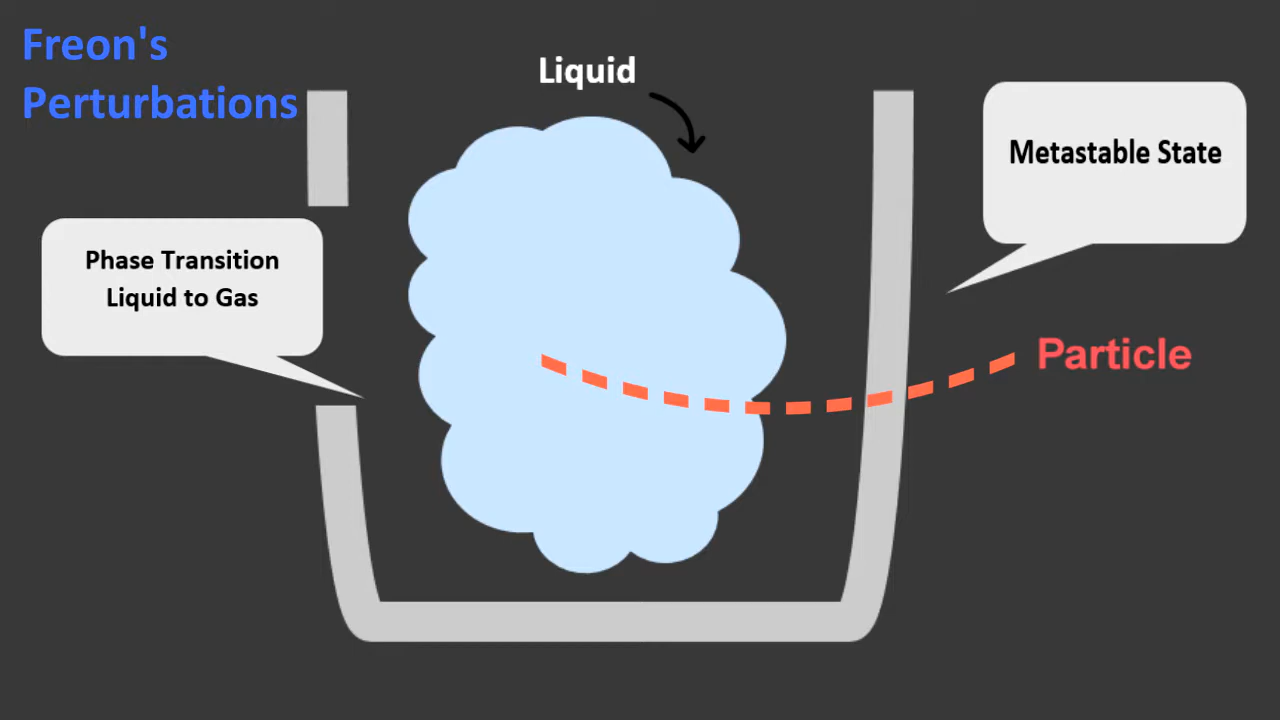 Freon's
Perturbations
Liquid
Metastable State
Phase Transition
Liquid to Gas
Particle